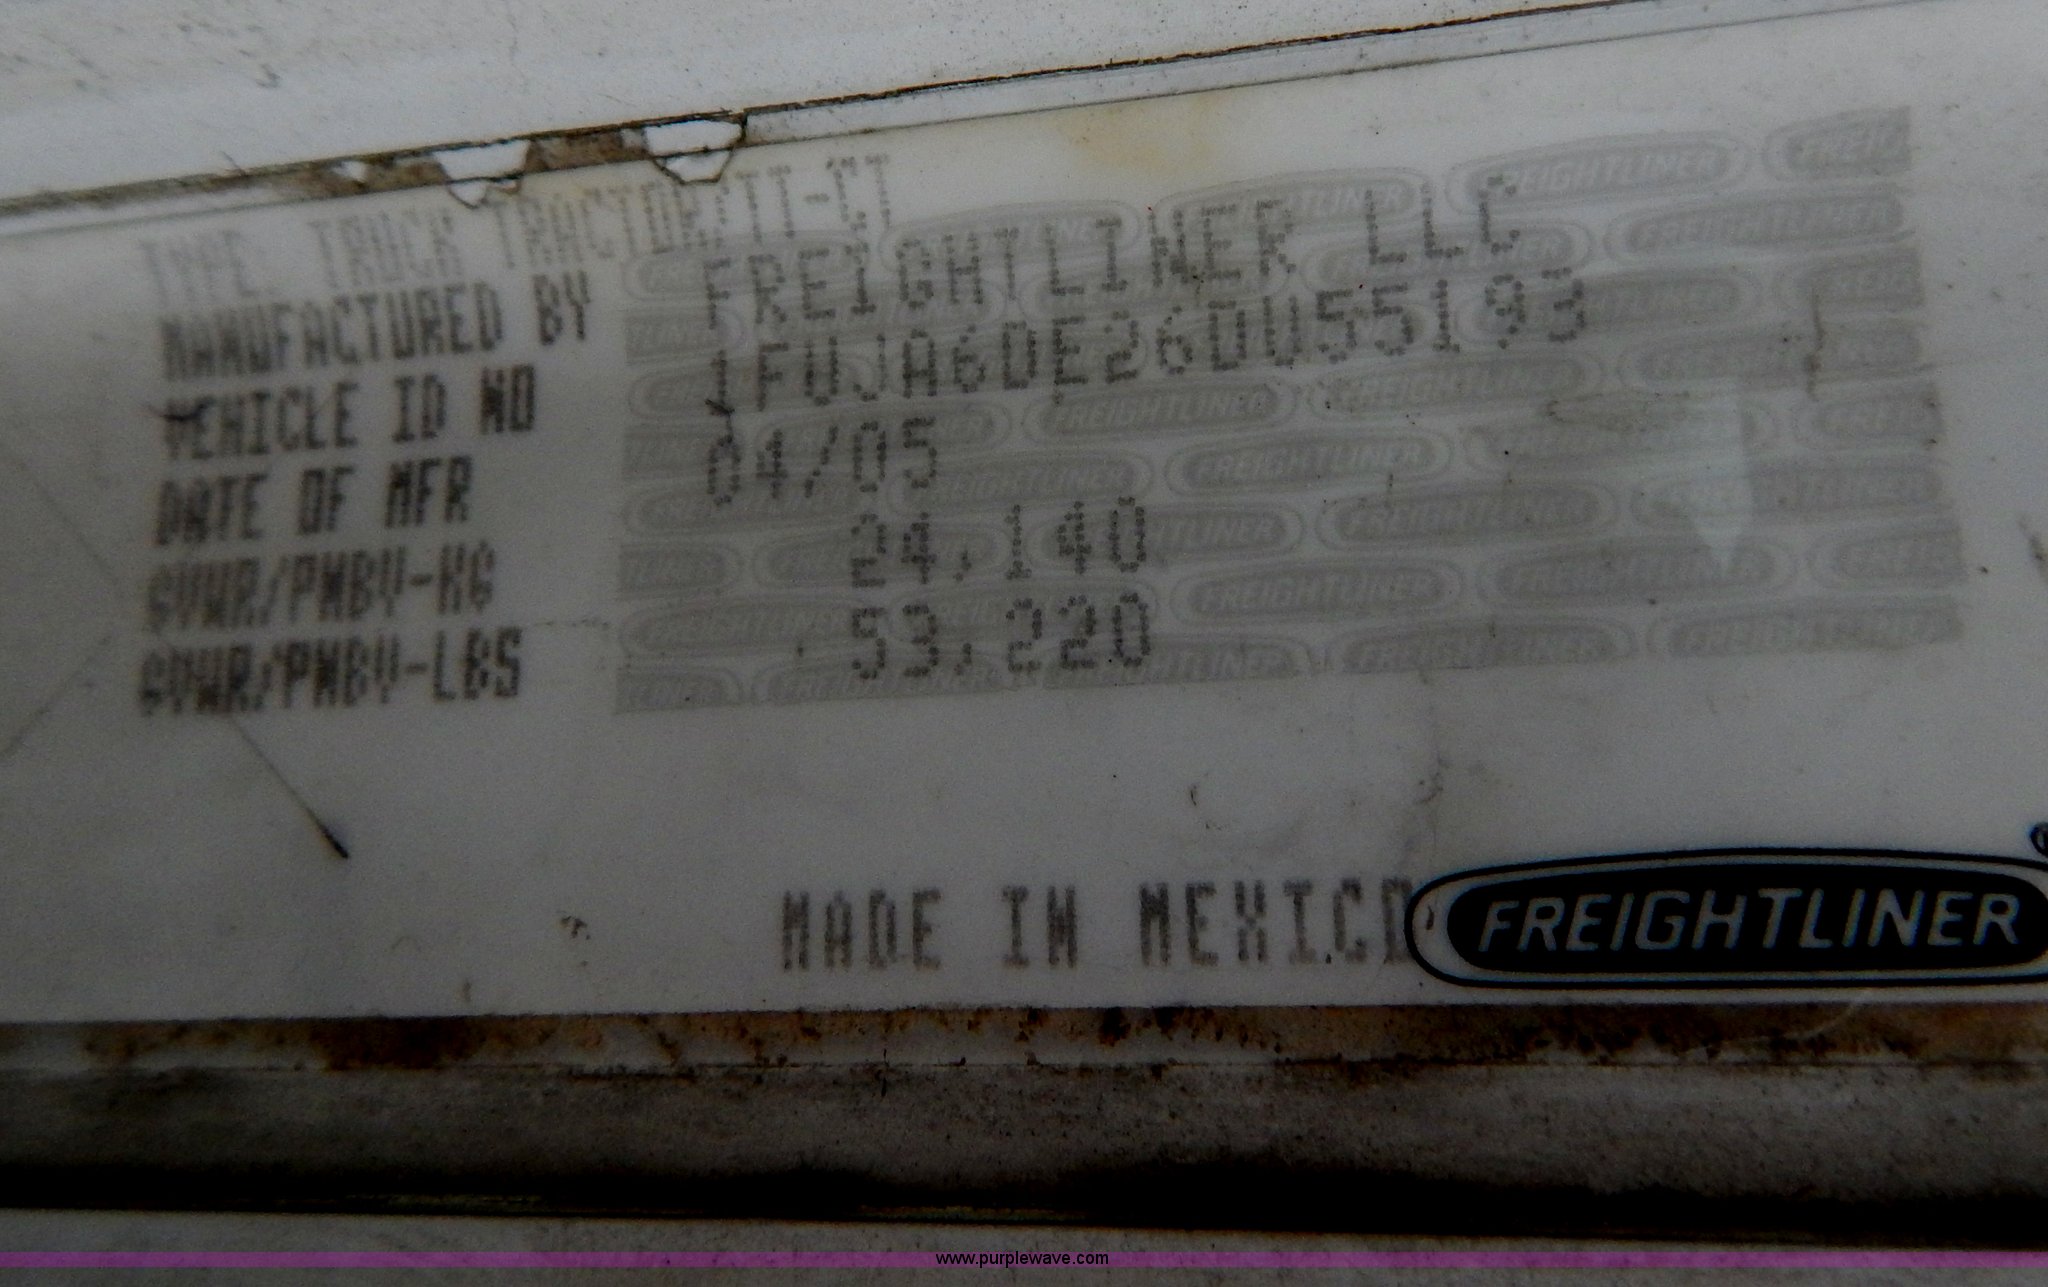 TYPE. TRUCK TRACTOR(TT-CT
MANUFACTURED BY FREIGHTLINER LLC
VEHICLE ID NO 1FUJA6DE26DU55193
DATE OF MFR 04/05
GVWR/PNBV-KG 24,140
GVWR/PNBV-LBS 53,220
MADE IN MEXICO
FREIGHTLINER
www.purplewave.com